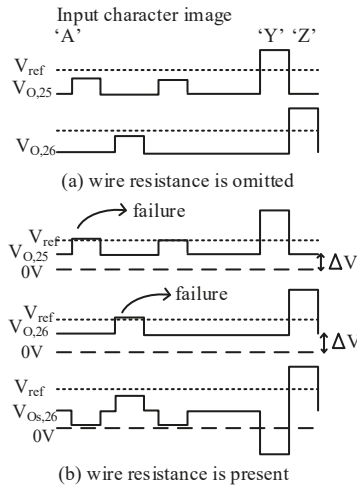 Input character image
‘A’ ‘Y’ ‘Z’
Vref
VO,25
VO,26
(a) wire resistance is omitted
failure
Vref
VO,25
0V
ΔV
failure
Vref
VO,26
0V
ΔV
Vref
VOs,26
0V
(b) wire resistance is present